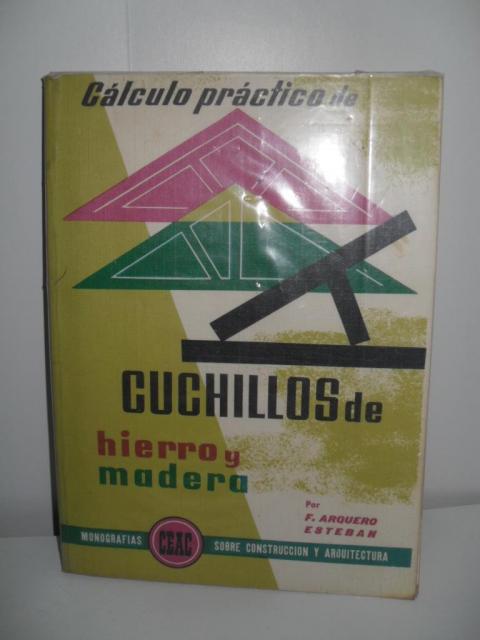 Cálculo práctico de
CUCHILLOS de
hierro y
madera
Por
F. ARQUERO
ESTEBAN
MONOGRAFIAS CEAC SOBRE CONSTRUCCION Y ARQUITECTURA